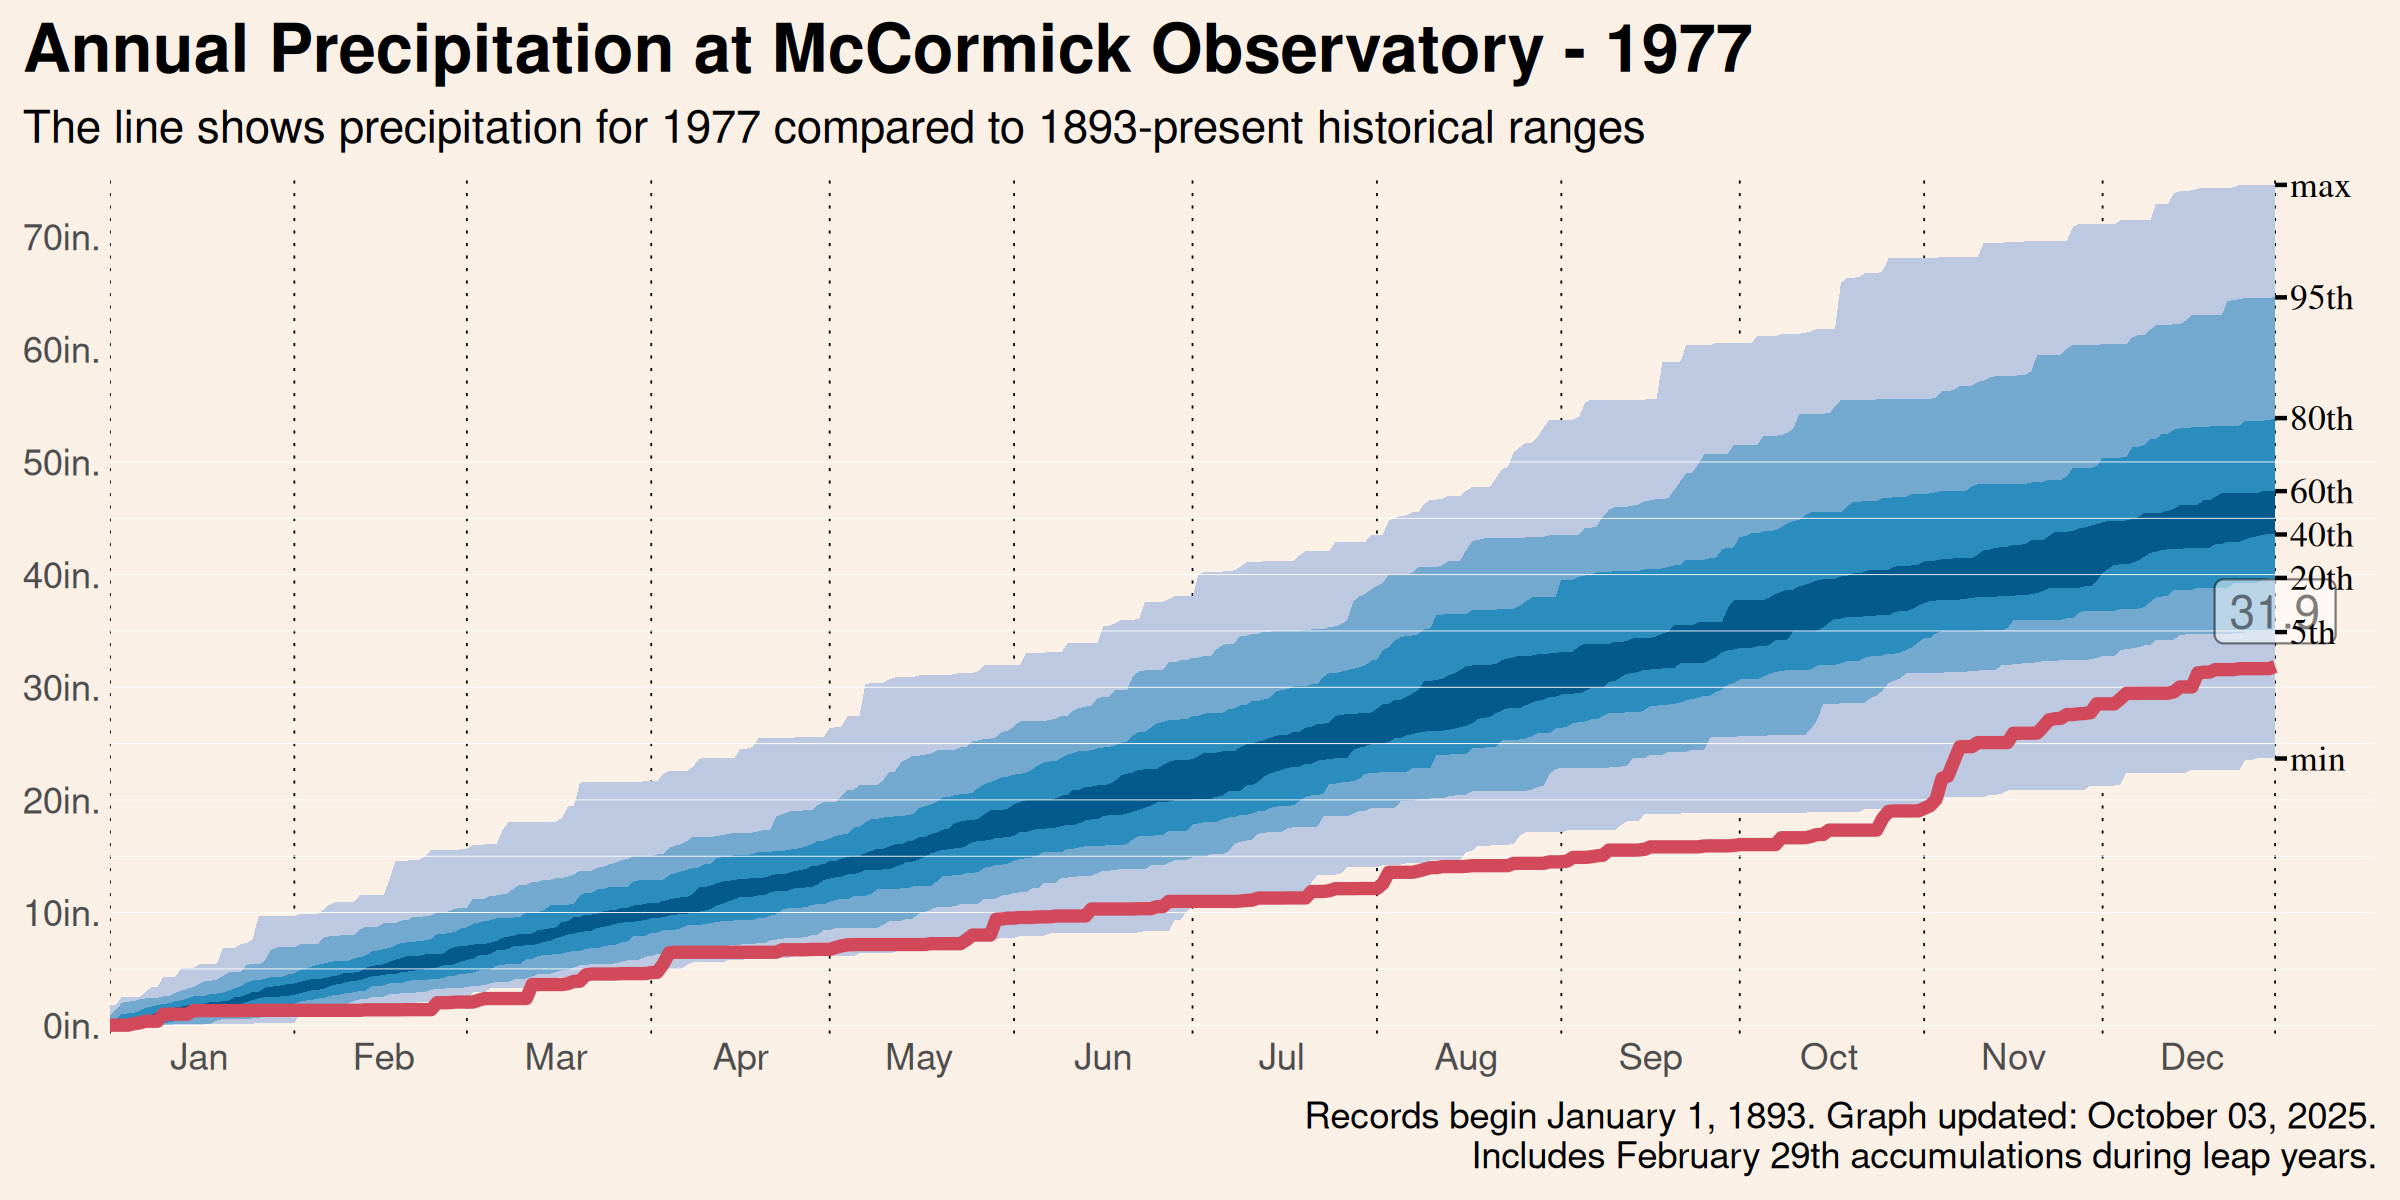 Annual Precipitation at McCormick Observatory - 1977
The line shows precipitation for 1977 compared to 1893-present historical ranges
max
70in.
95th
60in.
80th
50in.
60th
40th
40in.
20th
31.9
5th
30in.
min
20in.
10in.
0in.
Jan Feb Mar Apr May Jun Jul Aug Sep Oct Nov Dec
Records begin January 1, 1893. Graph updated: October 03, 2025.
Includes February 29th accumulations during leap years.